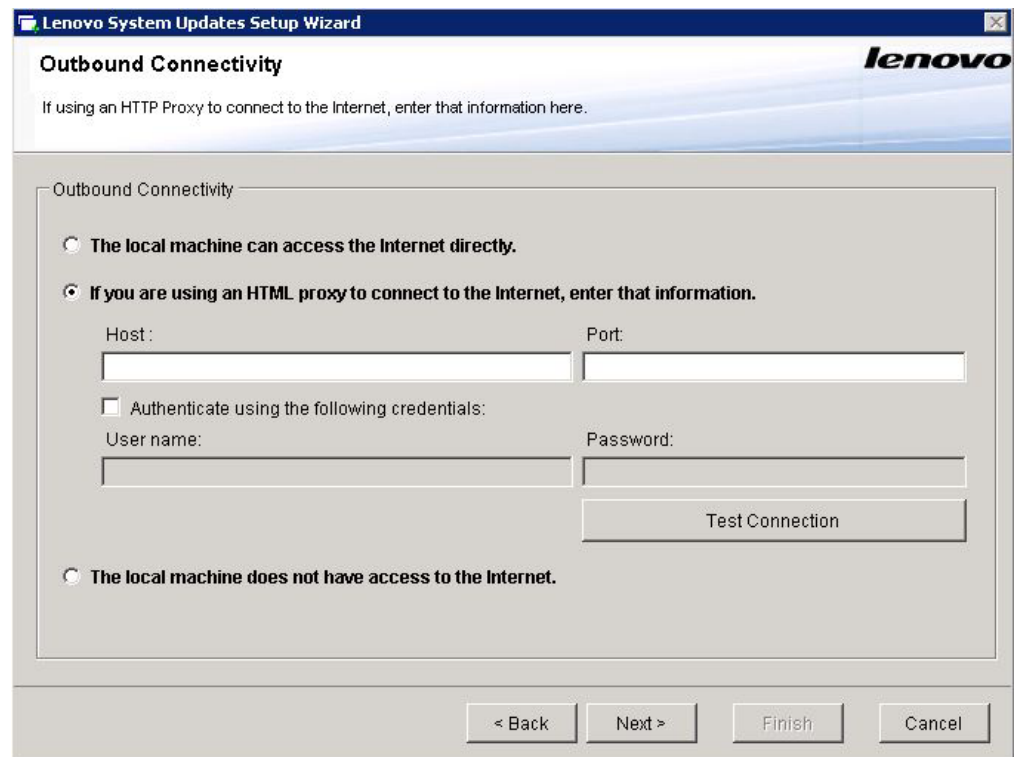 Lenovo System Updates Setup Wizard
Outbound Connectivity
lenovo
If using an HTTP Proxy to connect to the Internet, enter that information here.
Outbound Connectivity
The local machine can access the Internet directly.
If you are using an HTML proxy to connect to the Internet, enter that information.
Host :
Port:
Authenticate using the following credentials:
User name:
Password:
Test Connection
The local machine does not have access to the Internet.
< Back
Next >
Finish
Cancel